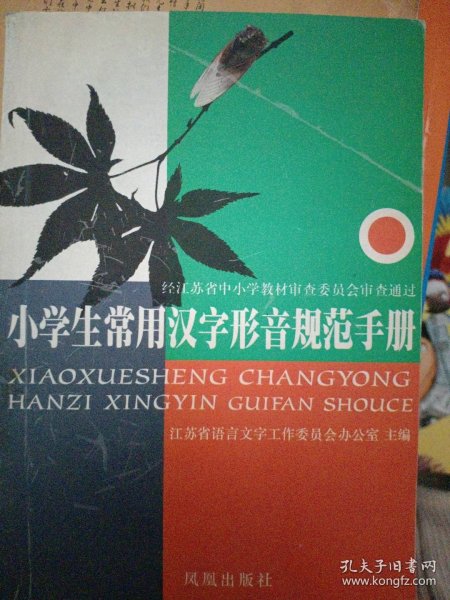 经江苏省中小学教材审查委员会审查通过
小学生常用汉字形音规范手册
XIAOXUESHENG CHANGYONG
HANZI XINGYIN GUIFAN SHOUCE
江苏省语言文字工作委员会办公室 主编
凤凰出版社
孔夫子旧书网
www.kongfz.com